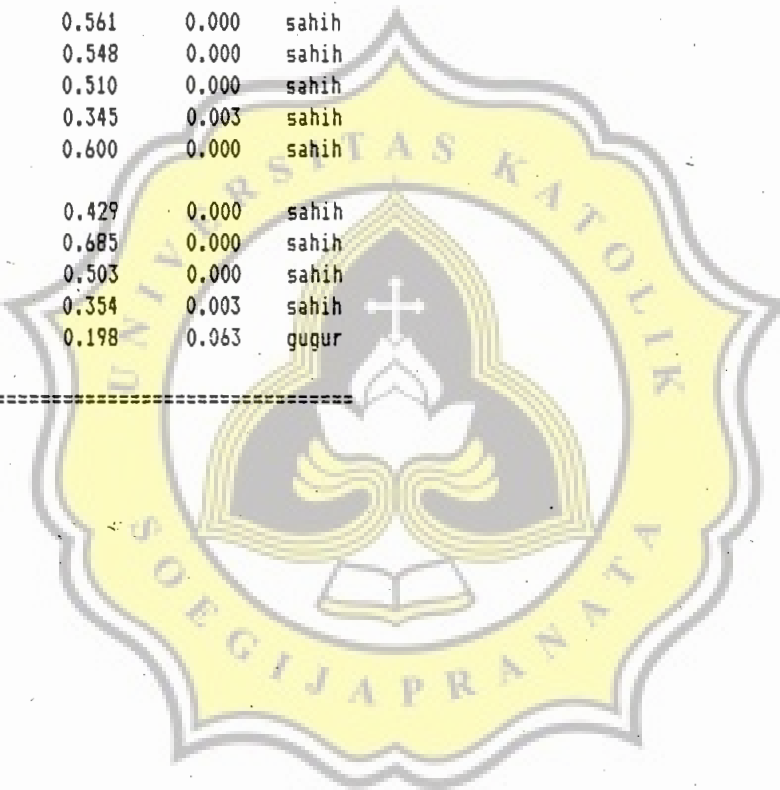 0.561 0.000 sahih
0.548 0.000 sahih
0.510 0.000 sahih
0.345 0.003 sahih
0.600 0.000 sahih
0.429 0.000 sahih
0.685 0.000 sahih
0.503 0.000 sahih
0.354 0.003 sahih
0.198 0.063 gugur
UNIVERSITAS KATOLIK
SOEGIJAPRANATA